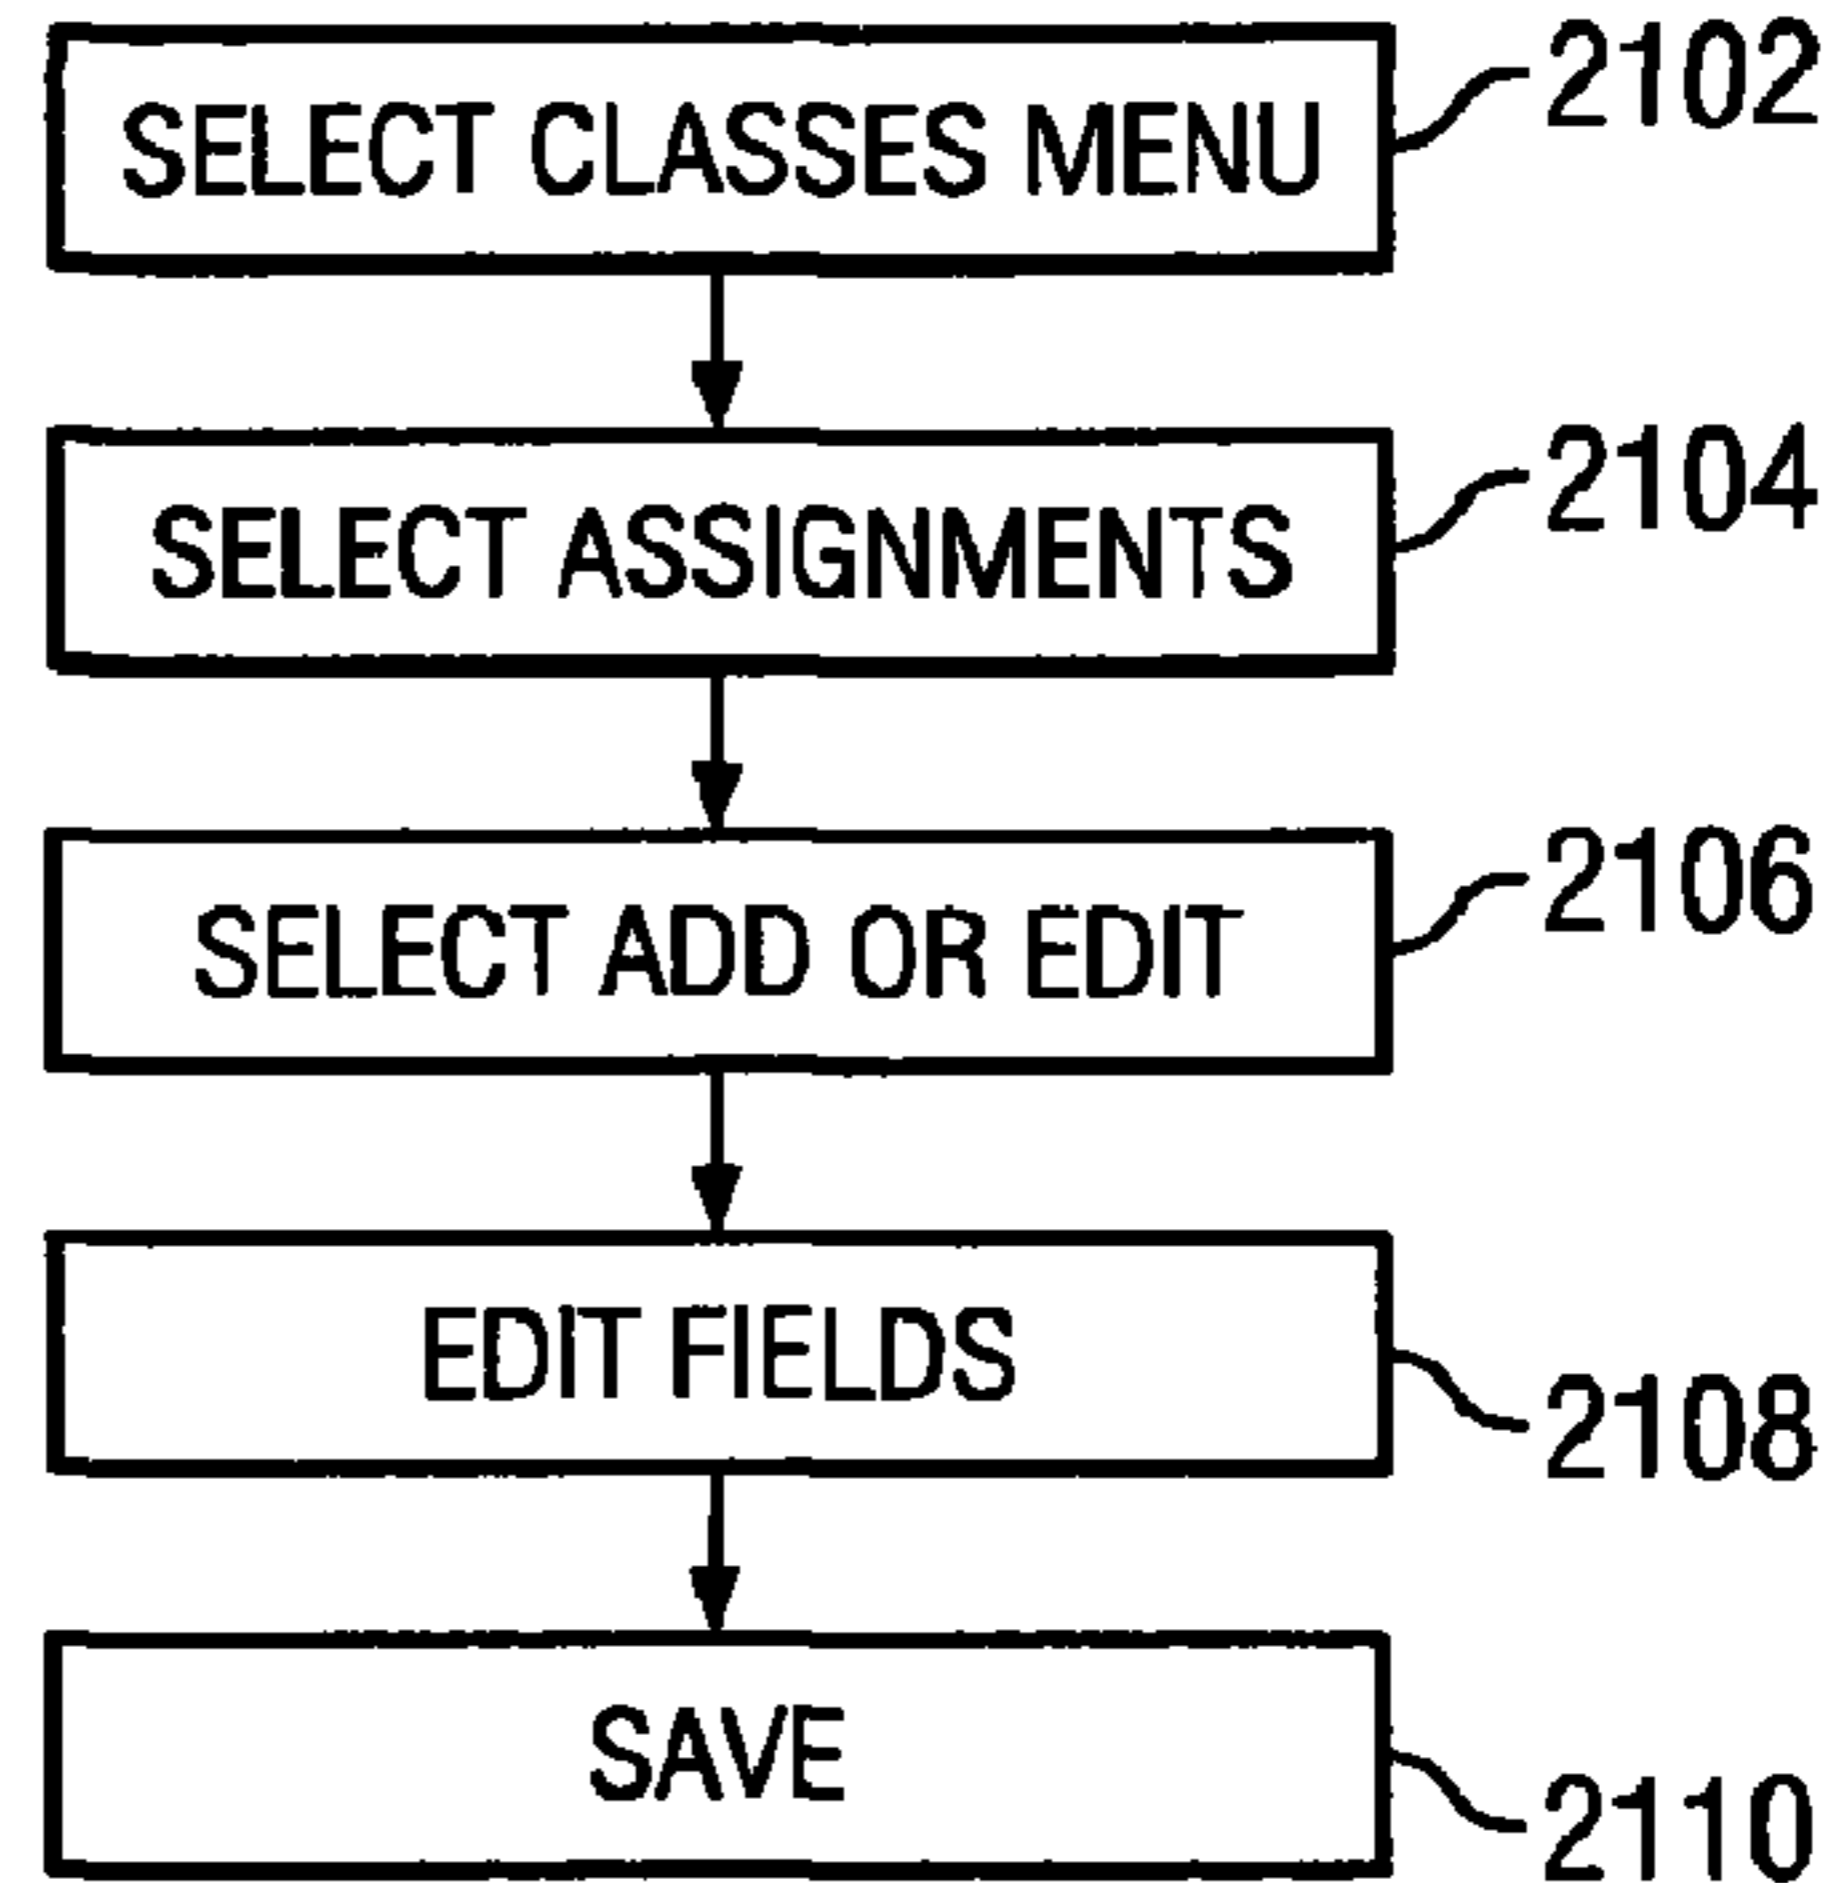 SELECT CLASSES MENU
2102
SELECT ASSIGNMENTS
2104
SELECT ADD OR EDIT
2106
EDIT FIELDS
2108
SAVE
2110